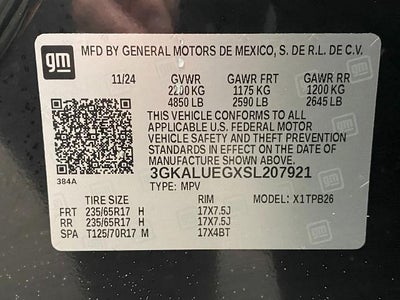 gm
MFD BY GENERAL MOTORS DE MEXICO, S. DE R.L. DE C.V.
11/24 GVWR GAWR FRT GAWR RR
2200 KG 1175 KG 1200 KG
4850 LB 2590 LB 2645 LB
THIS VEHICLE CONFORMS TO ALL
APPLICABLE U.S. FEDERAL MOTOR
VEHICLE SAFETY AND THEFT PREVENTION
STANDARDS IN EFFECT ON THE DATE OF
MANUFACTURE SHOWN ABOVE.
384A 3GKALUEGXSL207921
TYPE: MPV
TIRE SIZE RIM MODEL: X1TPB26
FRT 235/65R17 H 17X7.5J
RR 235/65R17 H 17X7.5J
SPA T125/70R17 M 17X4BT